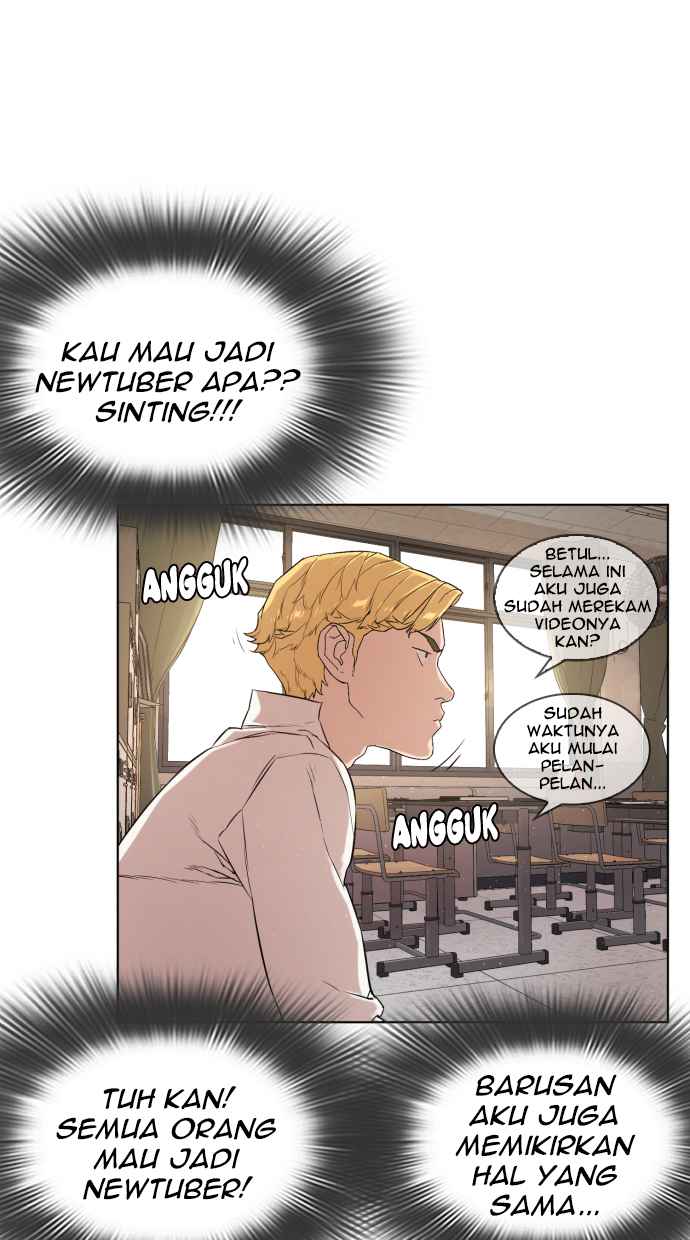 KAU MAU JADI
NEWTUBER APA??
SINTING!!!
ANGGUK
BETUL...
SELAMA INI
AKU JUGA
SUDAH MEREKAM
VIDEONYA
KAN?
SUDAH
WAKTUNYA
AKU MULAI
PELAN-
PELAN...
ANGGUK
TUH KAN!
SEMUA ORANG
MAU JADI
NEWTUBER!
BARUSAN
AKU JUGA
MEMIKIRKAN
HAL YANG
SAMA...